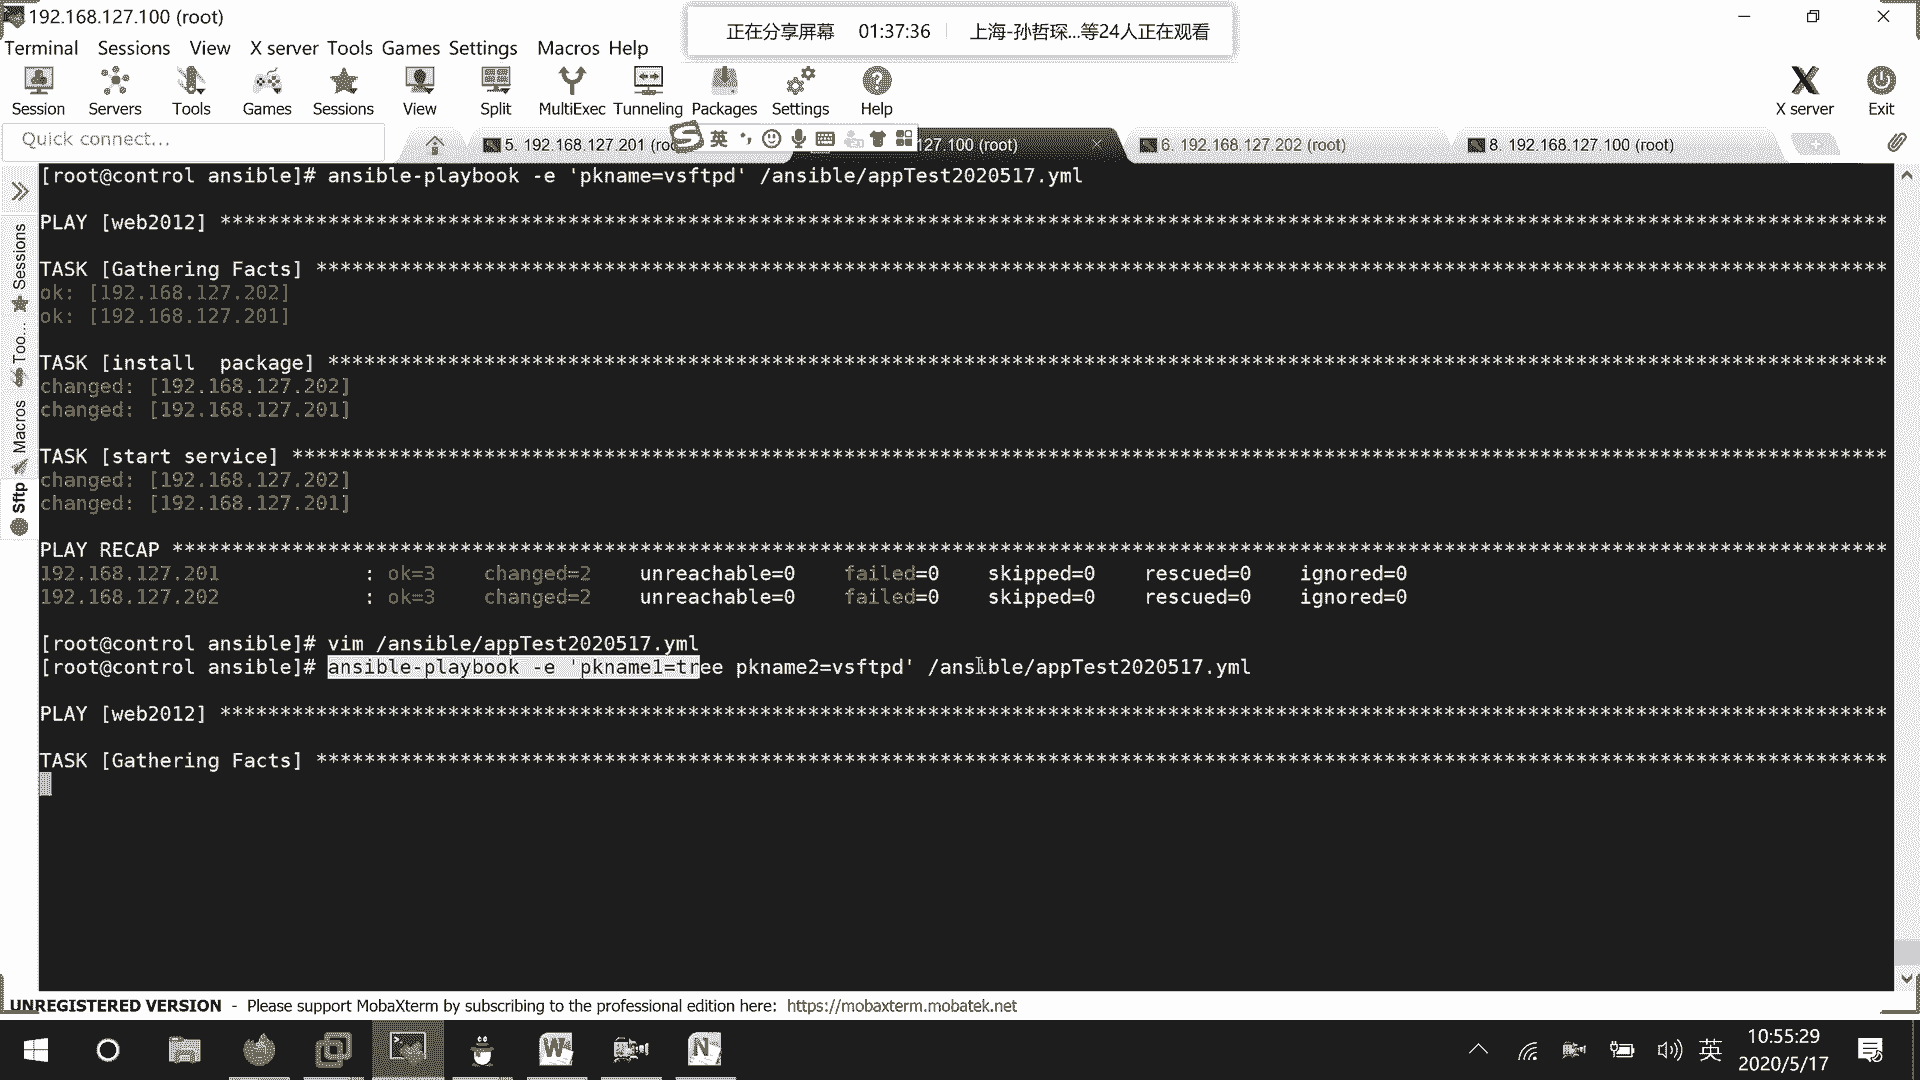 192.168.127.100 (root)
正在分享屏幕 01:37:36 上海-孙哲琛...等24人正在观看
Terminal Sessions View X server Tools Games Settings Macros Help
Session Servers Tools Games Sessions View Split MultiExec Tunneling Packages Settings Help X server Exit
Quick connect...
5. 192.168.127.201 (roo
英
127.100 (root)
6. 192.168.127.202 (root)
8. 192.168.127.100 (root)
Sessions
Too...
Macros
Sftp
[root@control ansible]# ansible-playbook -e 'pkname=vsftpd' /ansible/appTest2020517.yml
PLAY [web2012] ************************************************************************
TASK [Gathering Facts] ************************************************************************
ok: [192.168.127.202]
ok: [192.168.127.201]
TASK [install  package] ************************************************************************
changed: [192.168.127.202]
changed: [192.168.127.201]
TASK [start service] ************************************************************************
changed: [192.168.127.202]
changed: [192.168.127.201]
PLAY RECAP ************************************************************************
192.168.127.201 : ok=3 changed=2 unreachable=0 failed=0 skipped=0 rescued=0 ignored=0
192.168.127.202 : ok=3 changed=2 unreachable=0 failed=0 skipped=0 rescued=0 ignored=0
[root@control ansible]# vim /ansible/appTest2020517.yml
[root@control ansible]# ansible-playbook -e 'pkname1=tree pkname2=vsftpd' /ansible/appTest2020517.yml
PLAY [web2012] ************************************************************************
TASK [Gathering Facts] ************************************************************************
UNREGISTERED VERSION - Please support MobaXterm by subscribing to the professional edition here: https://mobaxterm.mobatek.net
英
10:55:29
2020/5/17